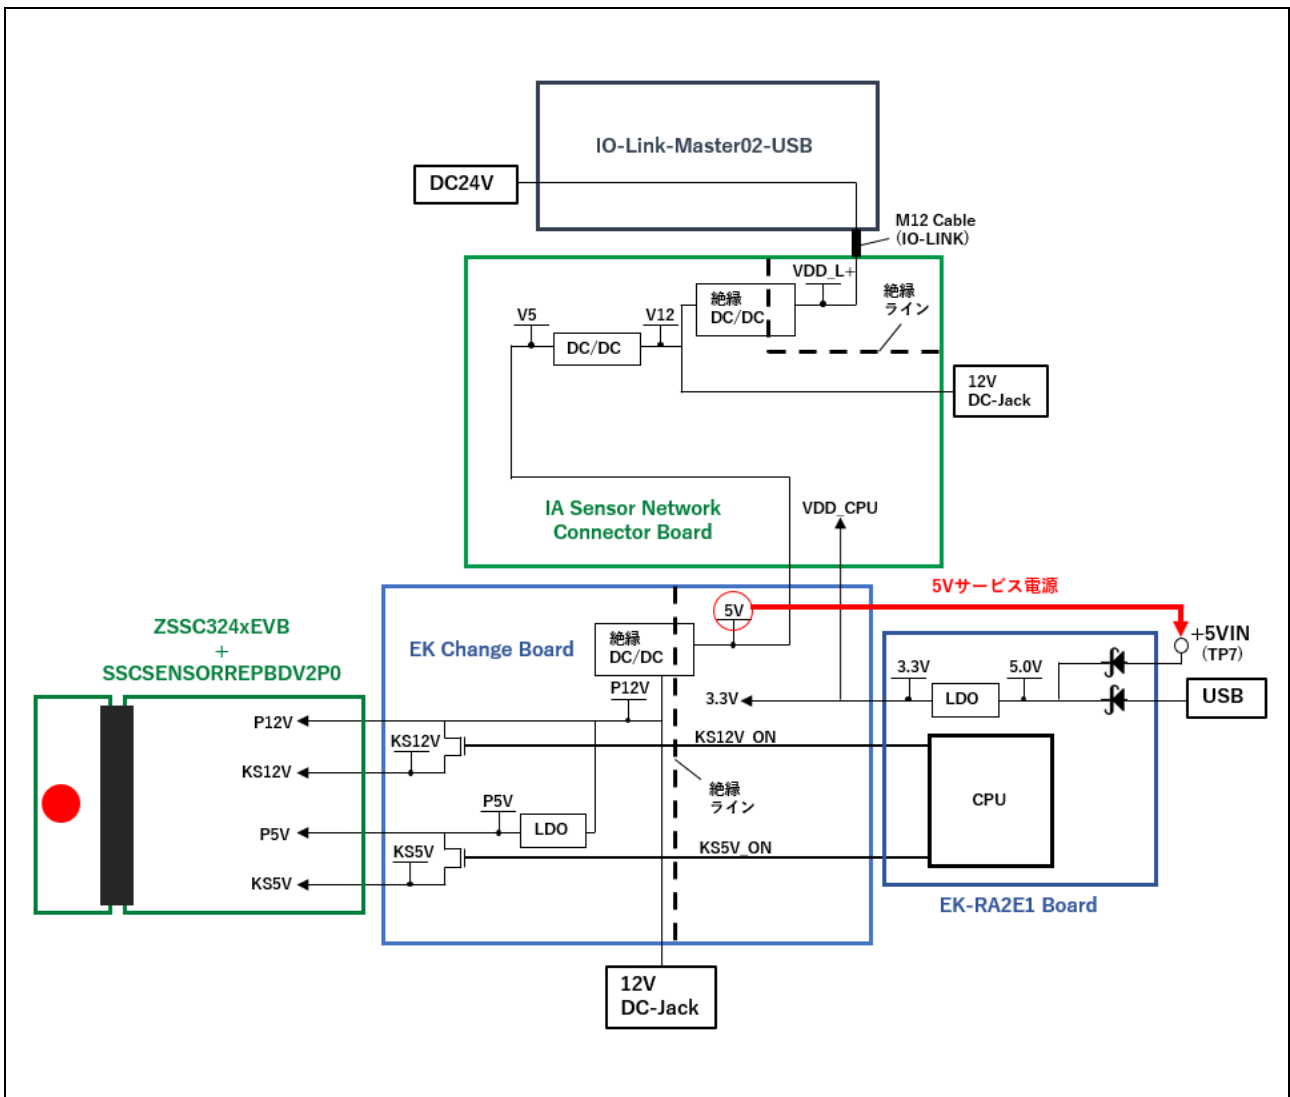 IO-Link-Master02-USB
DC24V
M12 Cable
(IO-LINK)
VDD_L+
絶縁
DC/DC
絶縁
ライン
V5
V12
DC/DC
12V
DC-Jack
IA Sensor Network
Connector Board
VDD_CPU
5Vサービス電源
5V
+5VIN
(TP7)
ZSSC324xEVB
+
SSCSENSORREPBDV2P0
EK Change Board
絶縁
DC/DC
P12V
3.3V
3.3V
LDO
5.0V
USB
P12V
KS12V
KS12V_ON
KS12V
絶縁
ライン
CPU
P5V
LDO
P5V
KS5V
KS5V_ON
KS5V
EK-RA2E1 Board
12V
DC-Jack